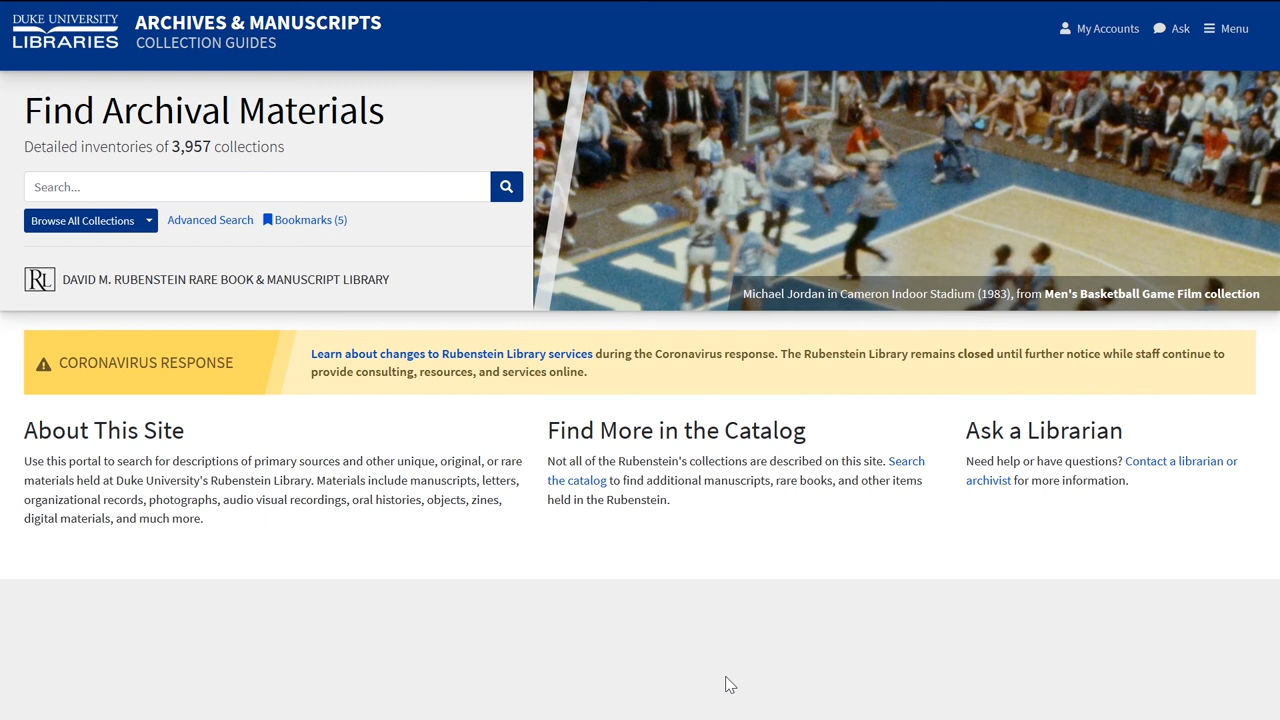 DUKE UNIVERSITY
LIBRARIES
ARCHIVES & MANUSCRIPTS
COLLECTION GUIDES
My Accounts
Ask
Menu
Find Archival Materials
Detailed inventories of 3,957 collections
Search...
Browse All Collections
Advanced Search
Bookmarks (5)
RL
DAVID M. RUBENSTEIN RARE BOOK & MANUSCRIPT LIBRARY
Michael Jordan in Cameron Indoor Stadium (1983), from Men's Basketball Game Film collection
CORONAVIRUS RESPONSE
Learn about changes to Rubenstein Library services during the Coronavirus response. The Rubenstein Library remains closed until further notice while staff continue to
provide consulting, resources, and services online.
About This Site
Use this portal to search for descriptions of primary sources and other unique, original, or rare
materials held at Duke University's Rubenstein Library. Materials include manuscripts, letters,
organizational records, photographs, audio visual recordings, oral histories, objects, zines,
digital materials, and much more.
Find More in the Catalog
Not all of the Rubenstein's collections are described on this site. Search
the catalog to find additional manuscripts, rare books, and other items
held in the Rubenstein.
Ask a Librarian
Need help or have questions? Contact a librarian or
archivist for more information.